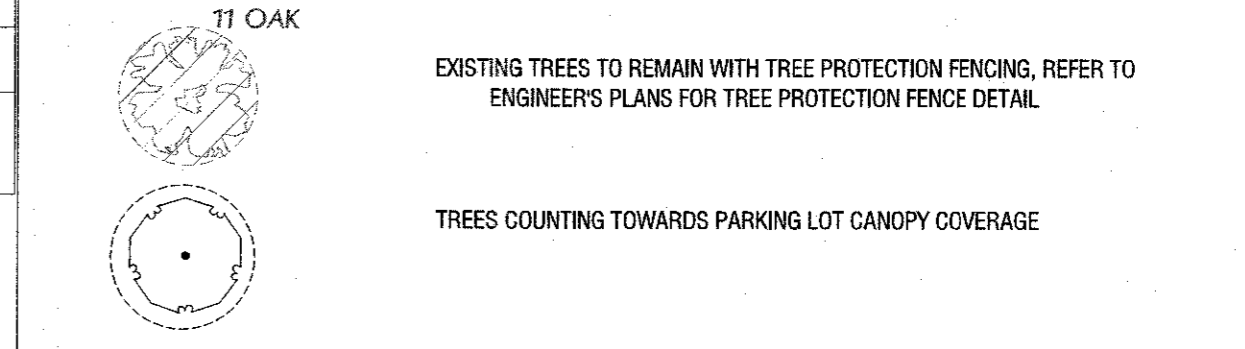 11 OAK
EXISTING TREES TO REMAIN WITH TREE PROTECTION FENCING, REFER TO
ENGINEER'S PLANS FOR TREE PROTECTION FENCE DETAIL
TREES COUNTING TOWARDS PARKING LOT CANOPY COVERAGE